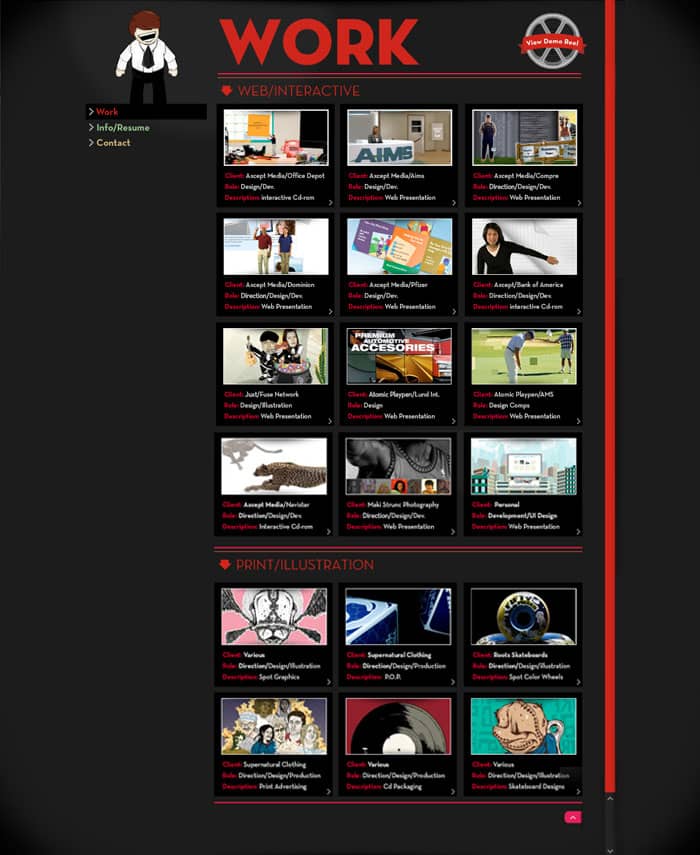 WORK
View Demo Reel
Work
Info/Resume
Contact
WEB/INTERACTIVE
Client: Axcept Media/Office Depot
Role: Design/Dev.
Description: interactive Cd-rom
AIMS
Client: Axcept Media/Aims
Role: Design/Dev.
Description: Web Presentation
Client: Axcept Media/Compre
Role: Direction/Design/Dev.
Description: Web Presentation
Client: Axcept Media/Dominion
Role: Direction/Design/Dev.
Description: Web Presentation
Client: Axcept Media/Pfizer
Role: Design/Dev.
Description: Web Presentation
Client: Axcept/Bank of America
Role: Direction/Design/Dev.
Description: interactive Cd-rom
Client: Juxt/Fuse Network
Role: Design/Illustration
Description: Web Presentation
PREMIUM
AUTOMOTIVE
ACCESORIES
Client: Atomic Playpen/Lund Int.
Role: Design
Description: Web Presentation
Client: Atomic Playpen/AMS
Role: Design Comps
Description: Web Presentation
Client: Axcept Media/Navistar
Role: Direction/Design/Dev.
Description: Interactive Cd-rom
Client: Maki Strunc Photography
Role: Direction/Design/Dev.
Description: Web Presentation
Client: Personal
Role: Development/UI Design
Description: Web Presentation
PRINT/ILLUSTRATION
Client: Various
Role: Direction/Design/Illustration
Description: Spot Graphics
Client: Supernatural Clothing
Role: Direction/Design/Production
Description: P.O.P.
Client: Roots Skateboards
Role: Direction/Design/Illustration
Description: Spot Color Wheels
Client: Supernatural Clothing
Role: Direction/Design/Production
Description: Print Advertising
Client: Various
Role: Direction/Design/Production
Description: Cd Packaging
Client: Various
Role: Direction/Design/Illustration
Description: Skateboard Designs